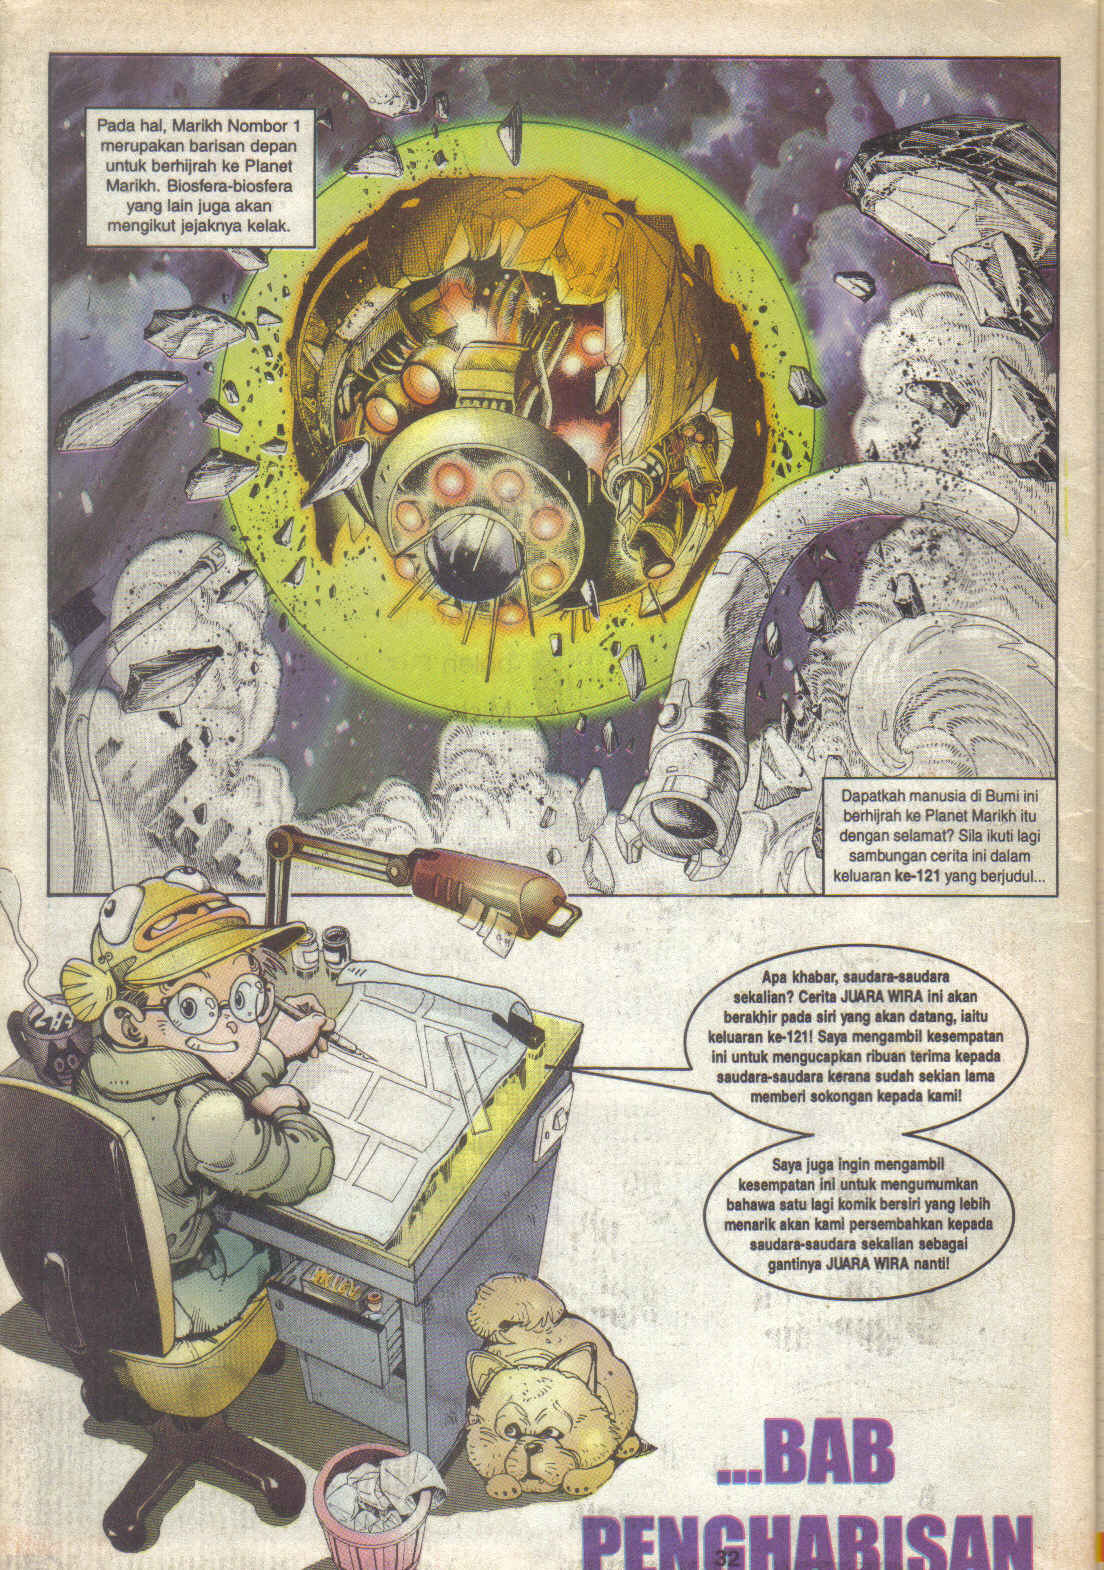 Pada hal, Marikh Nombor 1
merupakan barisan depan
untuk berhijrah ke Planet
Marikh. Biosfera-biosfera
yang lain juga akan
mengikut jejaknya kelak.
Dapatkah manusia di Bumi ini
berhijrah ke Planet Marikh itu
dengan selamat? Sila ikuti lagi
sambungan cerita ini dalam
keluaran ke-121 yang berjudul...
Apa khabar, saudara-saudara
sekalian? Cerita JUARA WIRA ini akan
berakhir pada siri yang akan datang, iaitu
keluaran ke-121! Saya mengambil kesempatan
ini untuk mengucapkan ribuan terima kepada
saudara-saudara kerana sudah sekian lama
memberi sokongan kepada kami!
Saya juga ingin mengambil
kesempatan ini untuk mengumumkan
bahawa satu lagi komik bersiri yang lebih
menarik akan kami persembahkan kepada
saudara-saudara sekalian sebagai
gantinya JUARA WIRA nanti!
...BAB
PENGHABISAN
32